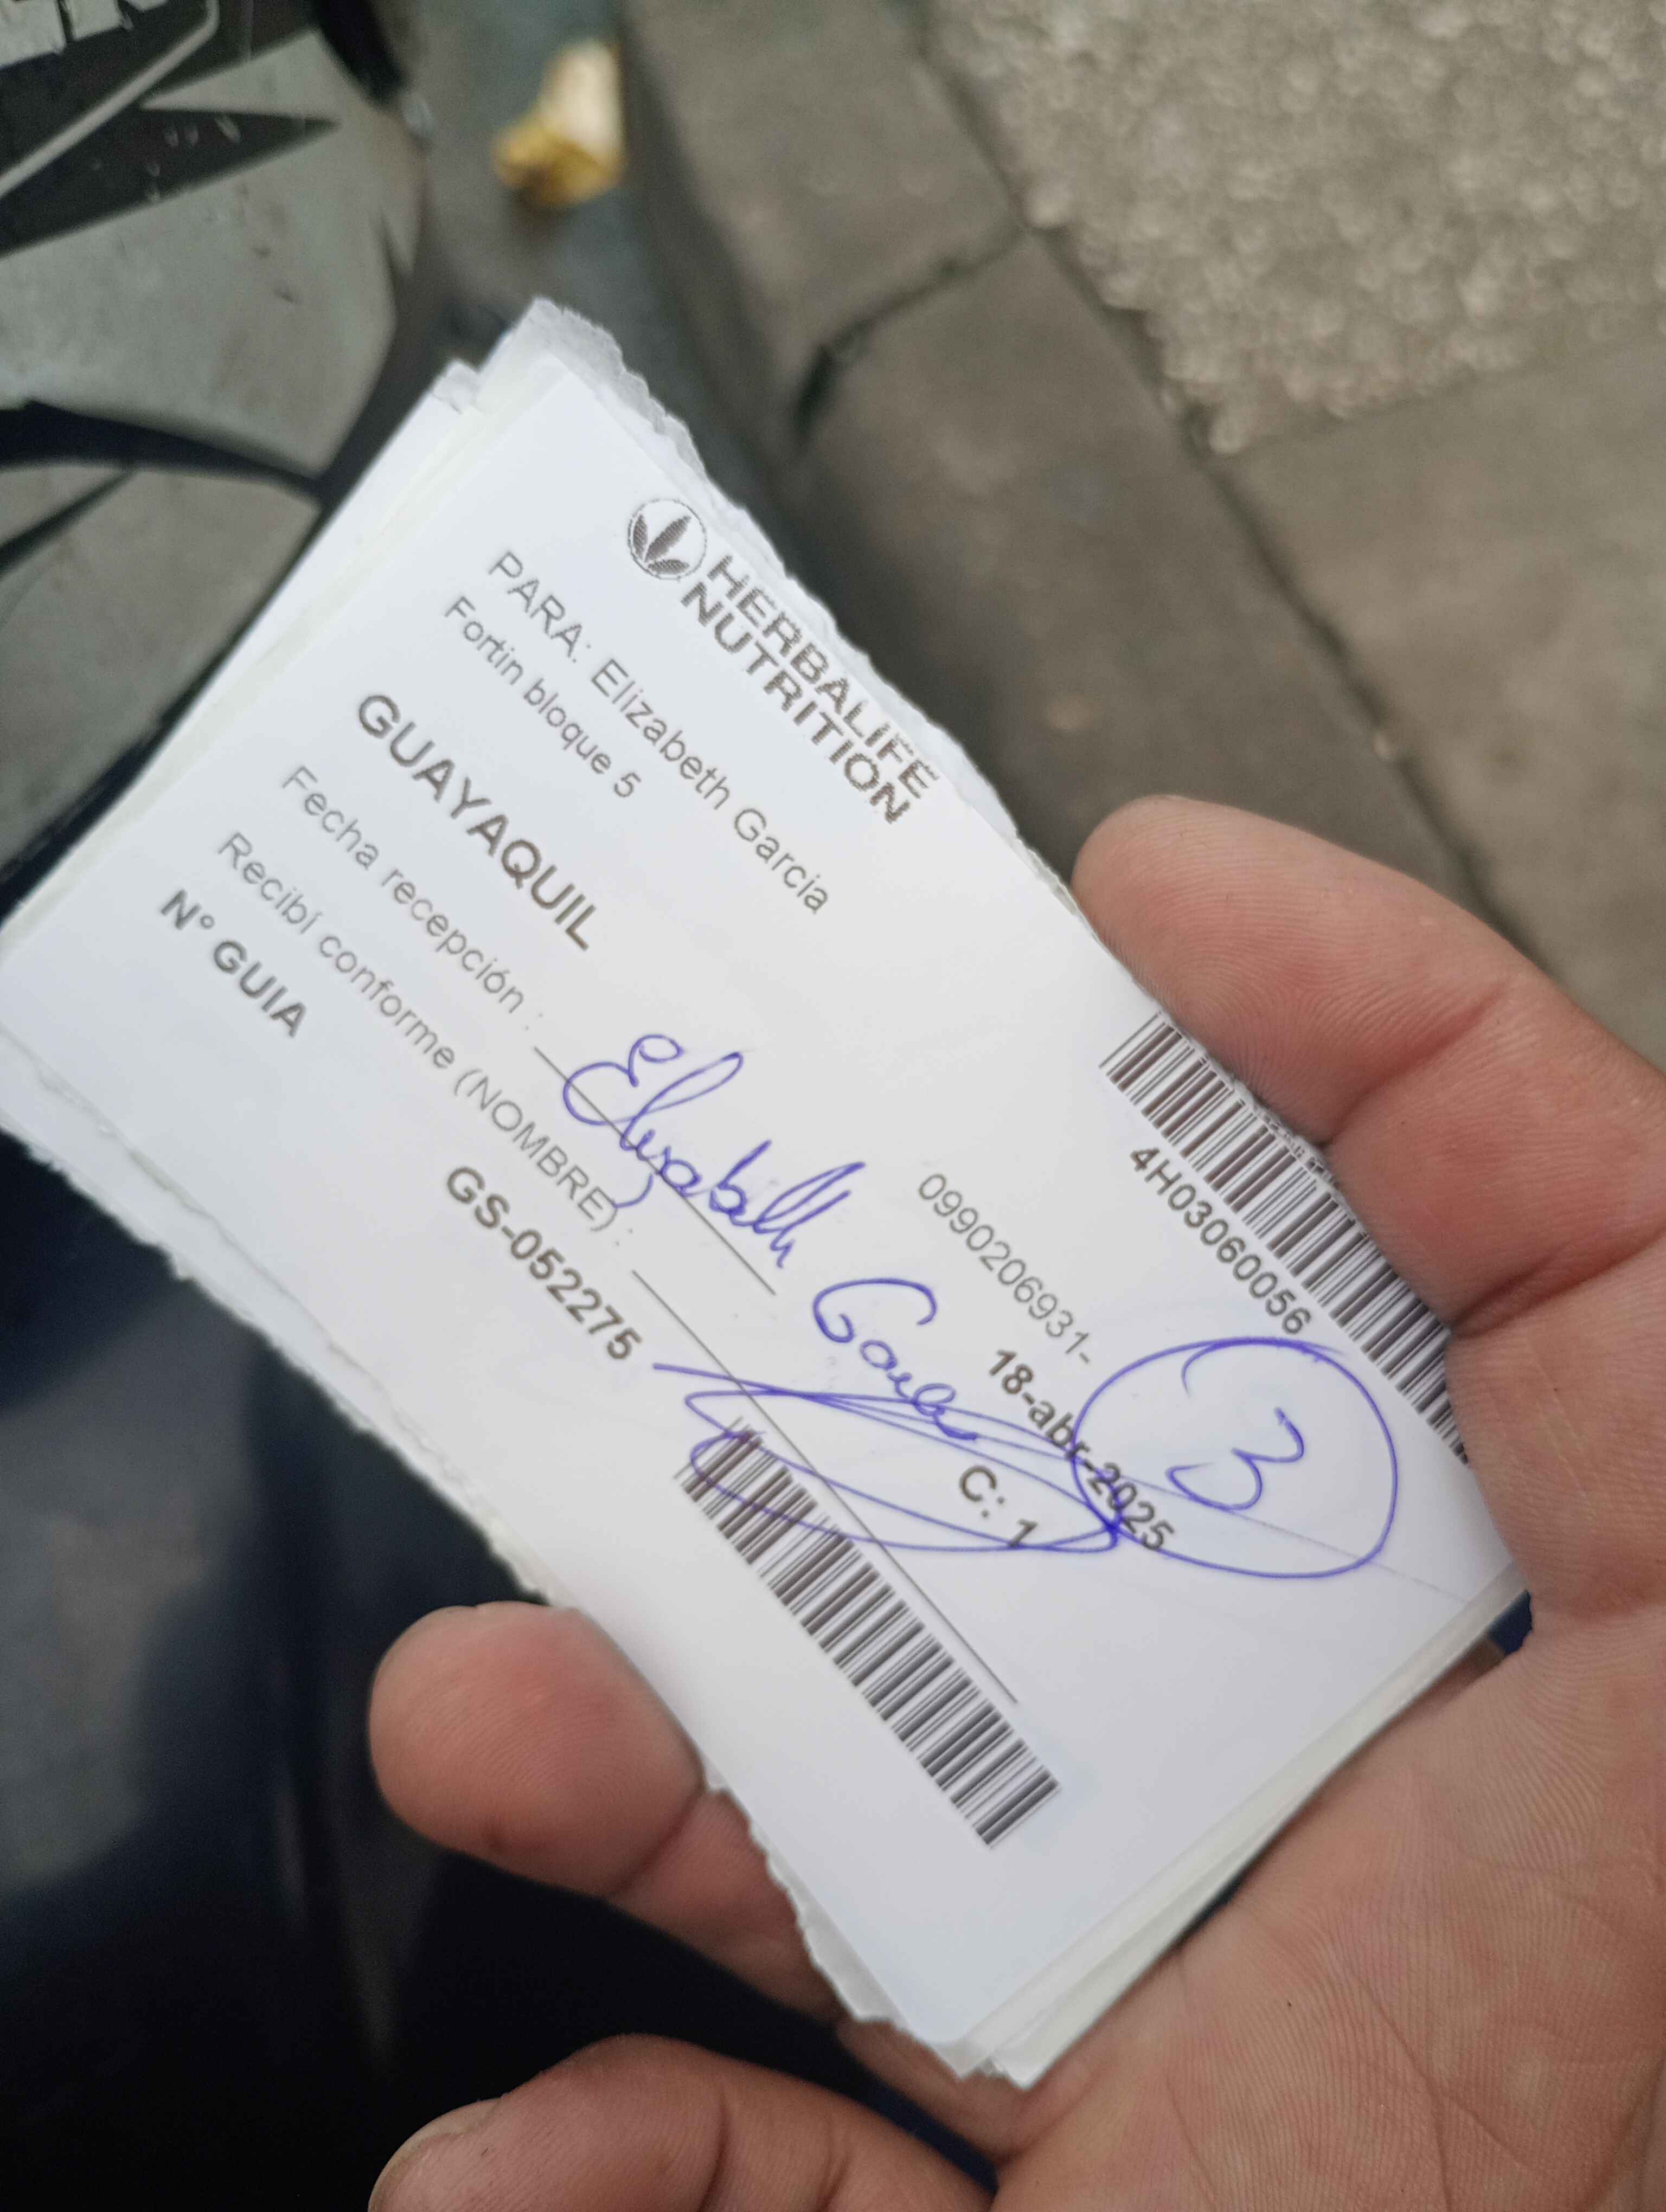 HERBALIFE
NUTRITION
4H03060056
PARA: Elizabeth Garcia
0990206931-
Fortin bloque 5
18-abr-2025
3
GUAYAQUIL
C: 1
Fecha recepción :
Elizabeth
Recibí conforme (NOMBRE) :
N° GUIA
GS-052275